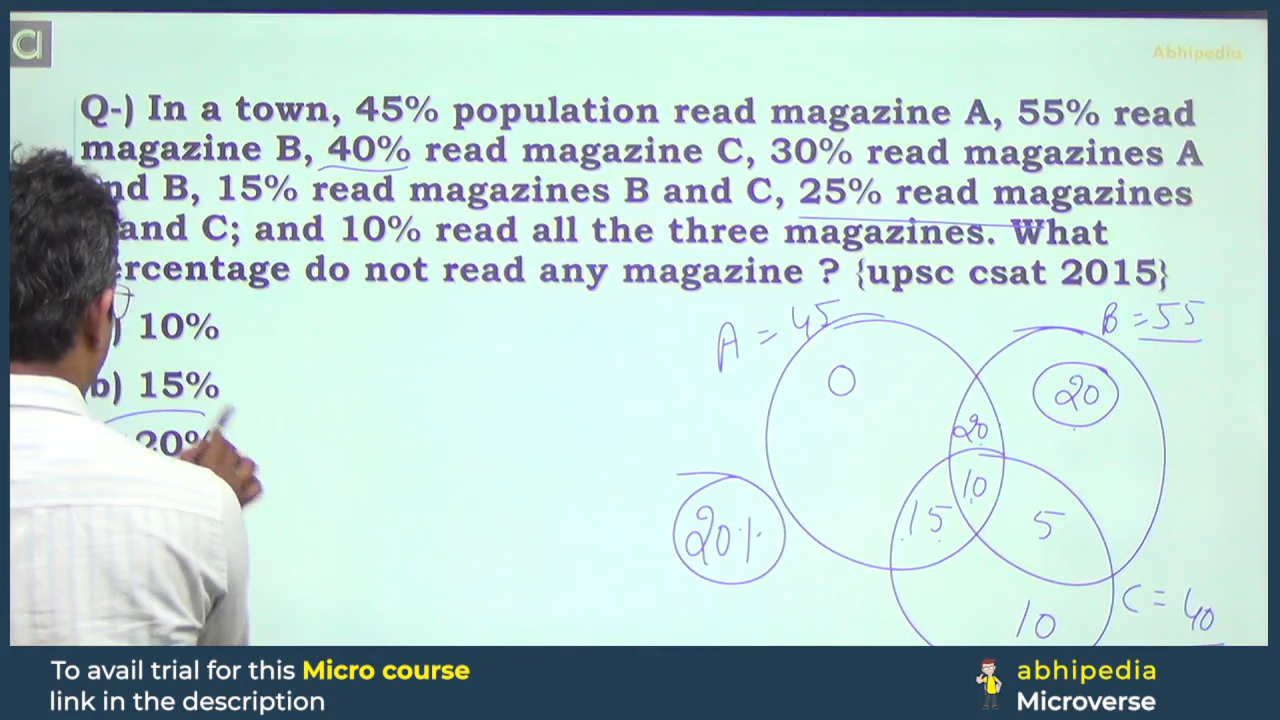 a
Abhipedia
Q-) In a town, 45% population read magazine A, 55% read
magazine B, 40% read magazine C, 30% read magazines A
nd B, 15% read magazines B and C, 25% read magazines
and C; and 10% read all the three magazines. What
ercentage do not read any magazine ? {upsc csat 2015}
) 10%
b) 15%
20%
A = 45
B = 55
0
20
20
10
15
5
20%
C = 40
10
To avail trial for this Micro course
link in the description
abhipedia
Microverse